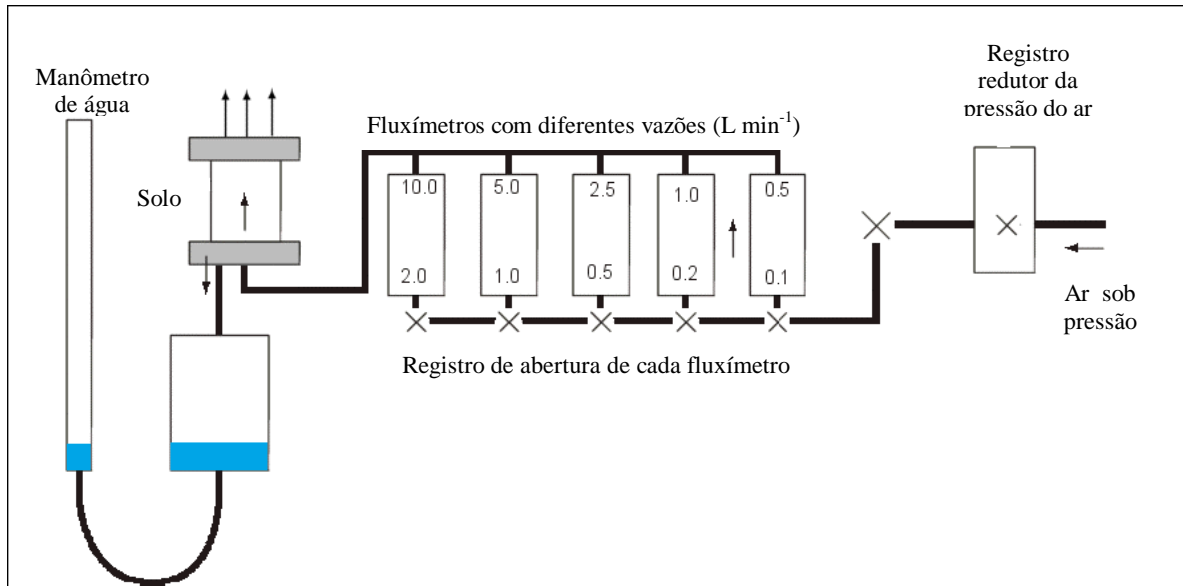 Manômetro
de água
Solo
Fluxímetros com diferentes vazões (L min⁻¹)
Registro
redutor da
pressão do ar
10.0 5.0 2.5 1.0 0.5
2.0 1.0 0.5 0.2 0.1
Registro de abertura de cada fluxímetro
Ar sob
pressão